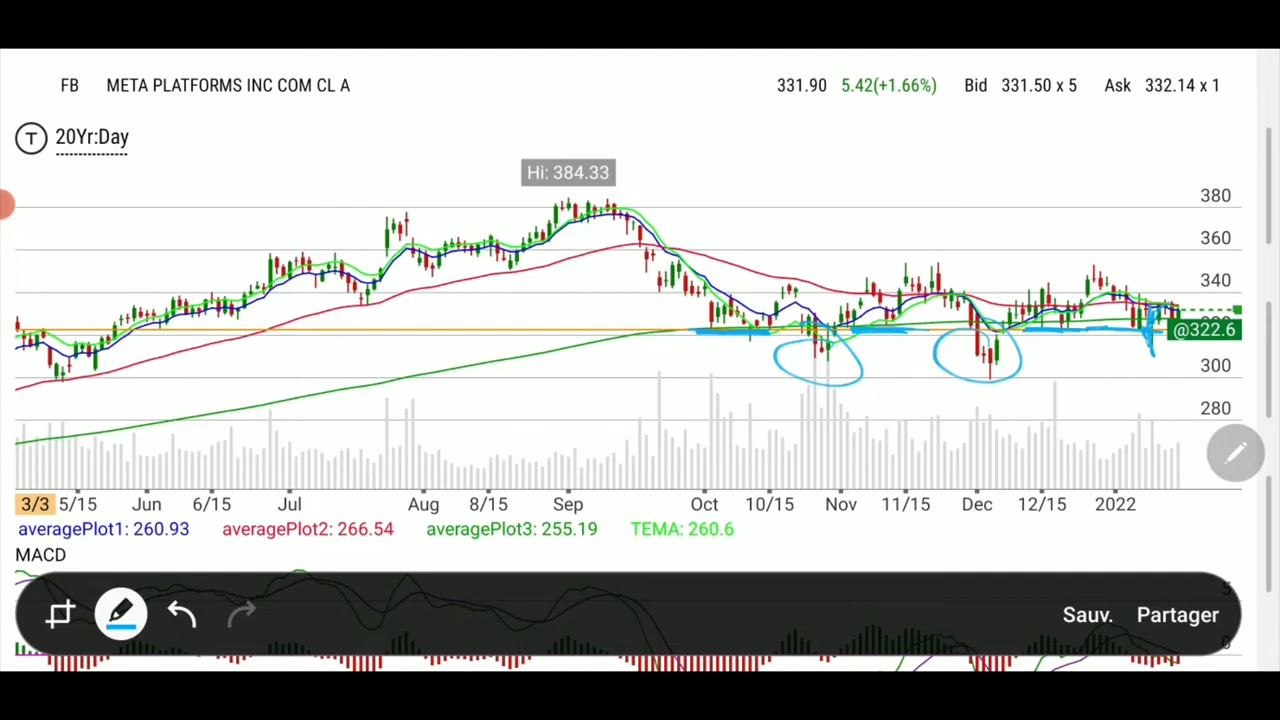 FB META PLATFORMS INC COM CL A 331.90 5.42(+1.66%) Bid 331.50 x 5 Ask 332.14 x 1
T 20Yr:Day
Hi: 384.33
380
360
340
@322.6
300
280
3/3 5/15 Jun 6/15 Jul Aug 8/15 Sep Oct 10/15 Nov 11/15 Dec 12/15 2022
averagePlot1: 260.93 averagePlot2: 266.54 averagePlot3: 255.19 TEMA: 260.6
MACD
5
Sauv. Partager
0